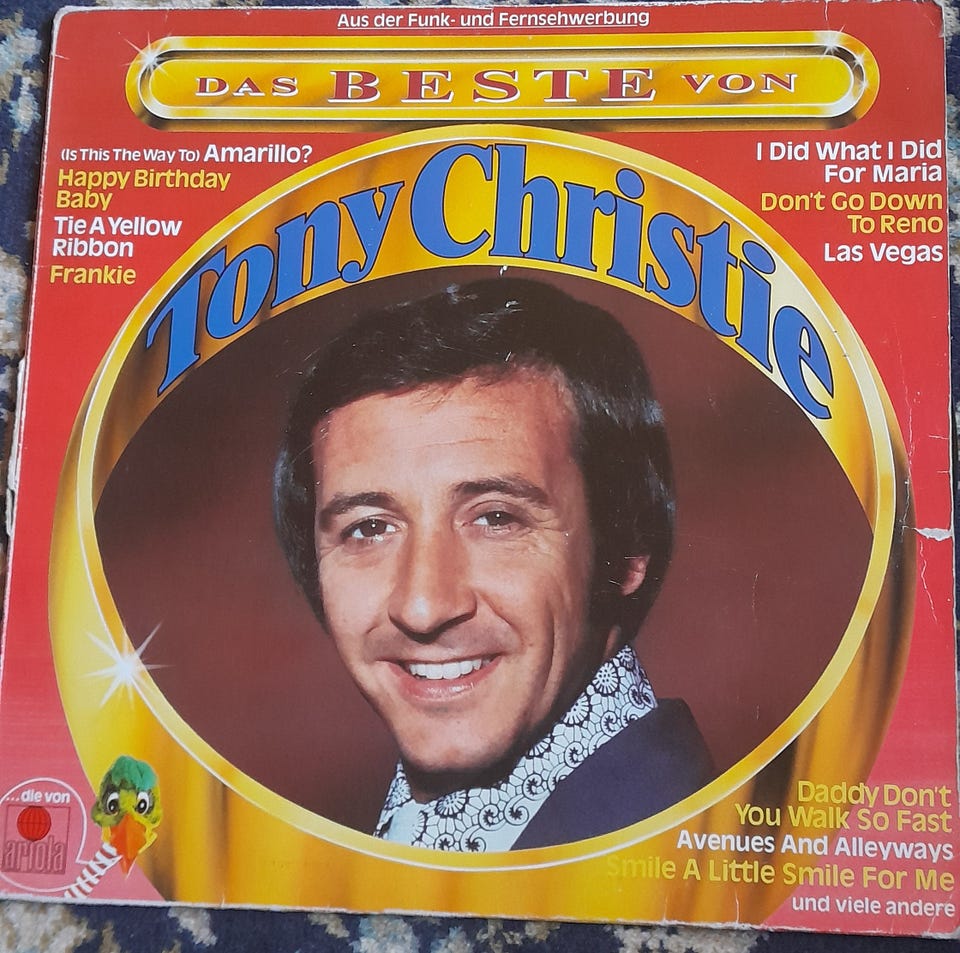 Aus der Funk- und Fernsehwerbung
DAS BESTE VON
Tony Christie
(Is This The Way To) Amarillo?
Happy Birthday
Baby
Tie A Yellow
Ribbon
Frankie
I Did What I Did
For Maria
Don't Go Down
To Reno
Las Vegas
...die von
ariola
Daddy Don't
You Walk So Fast
Avenues And Alleyways
Smile A Little Smile For Me
und viele andere